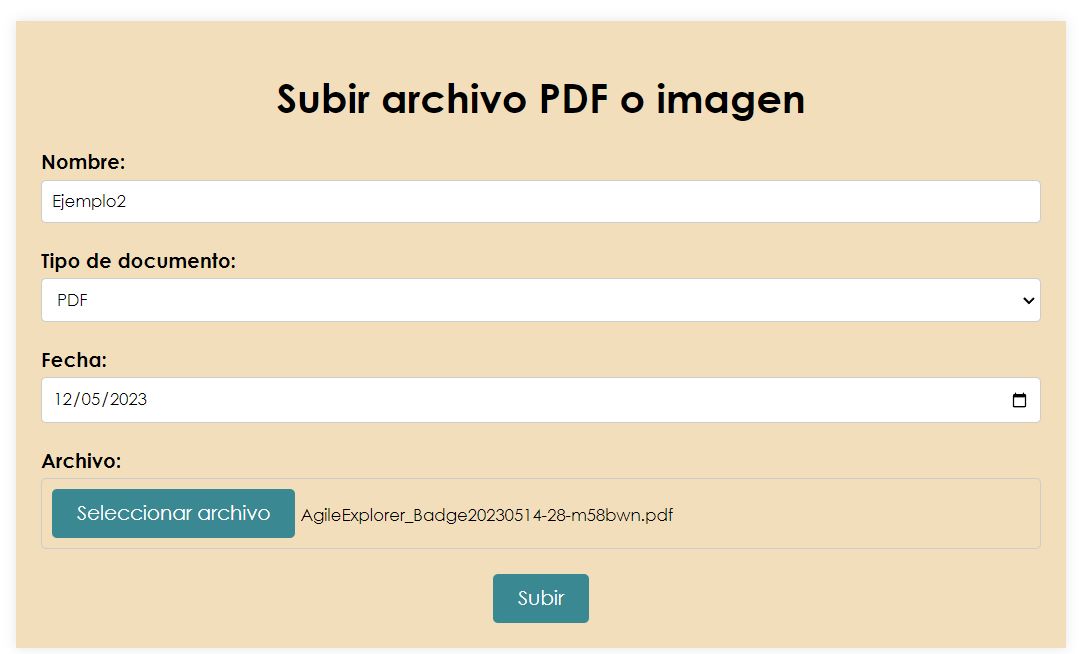 Subir archivo PDF o imagen
Nombre:
Ejemplo2
Tipo de documento:
PDF
Fecha:
12/05/2023
Archivo:
Seleccionar archivo AgileExplorer_Badge20230514-28-m58bwn.pdf
Subir